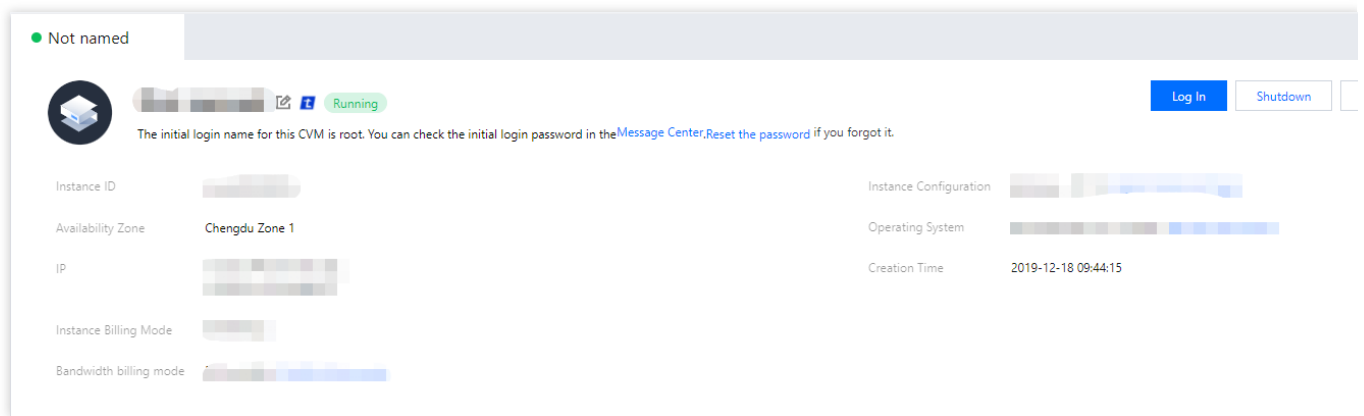 Not named
Running
Log In
Shutdown
The initial login name for this CVM is root. You can check the initial login password in the Message Center,Reset the password if you forgot it.
Instance ID
Instance Configuration
Availability Zone
Chengdu Zone 1
Operating System
IP
Creation Time
2019-12-18 09:44:15
Instance Billing Mode
Bandwidth billing mode